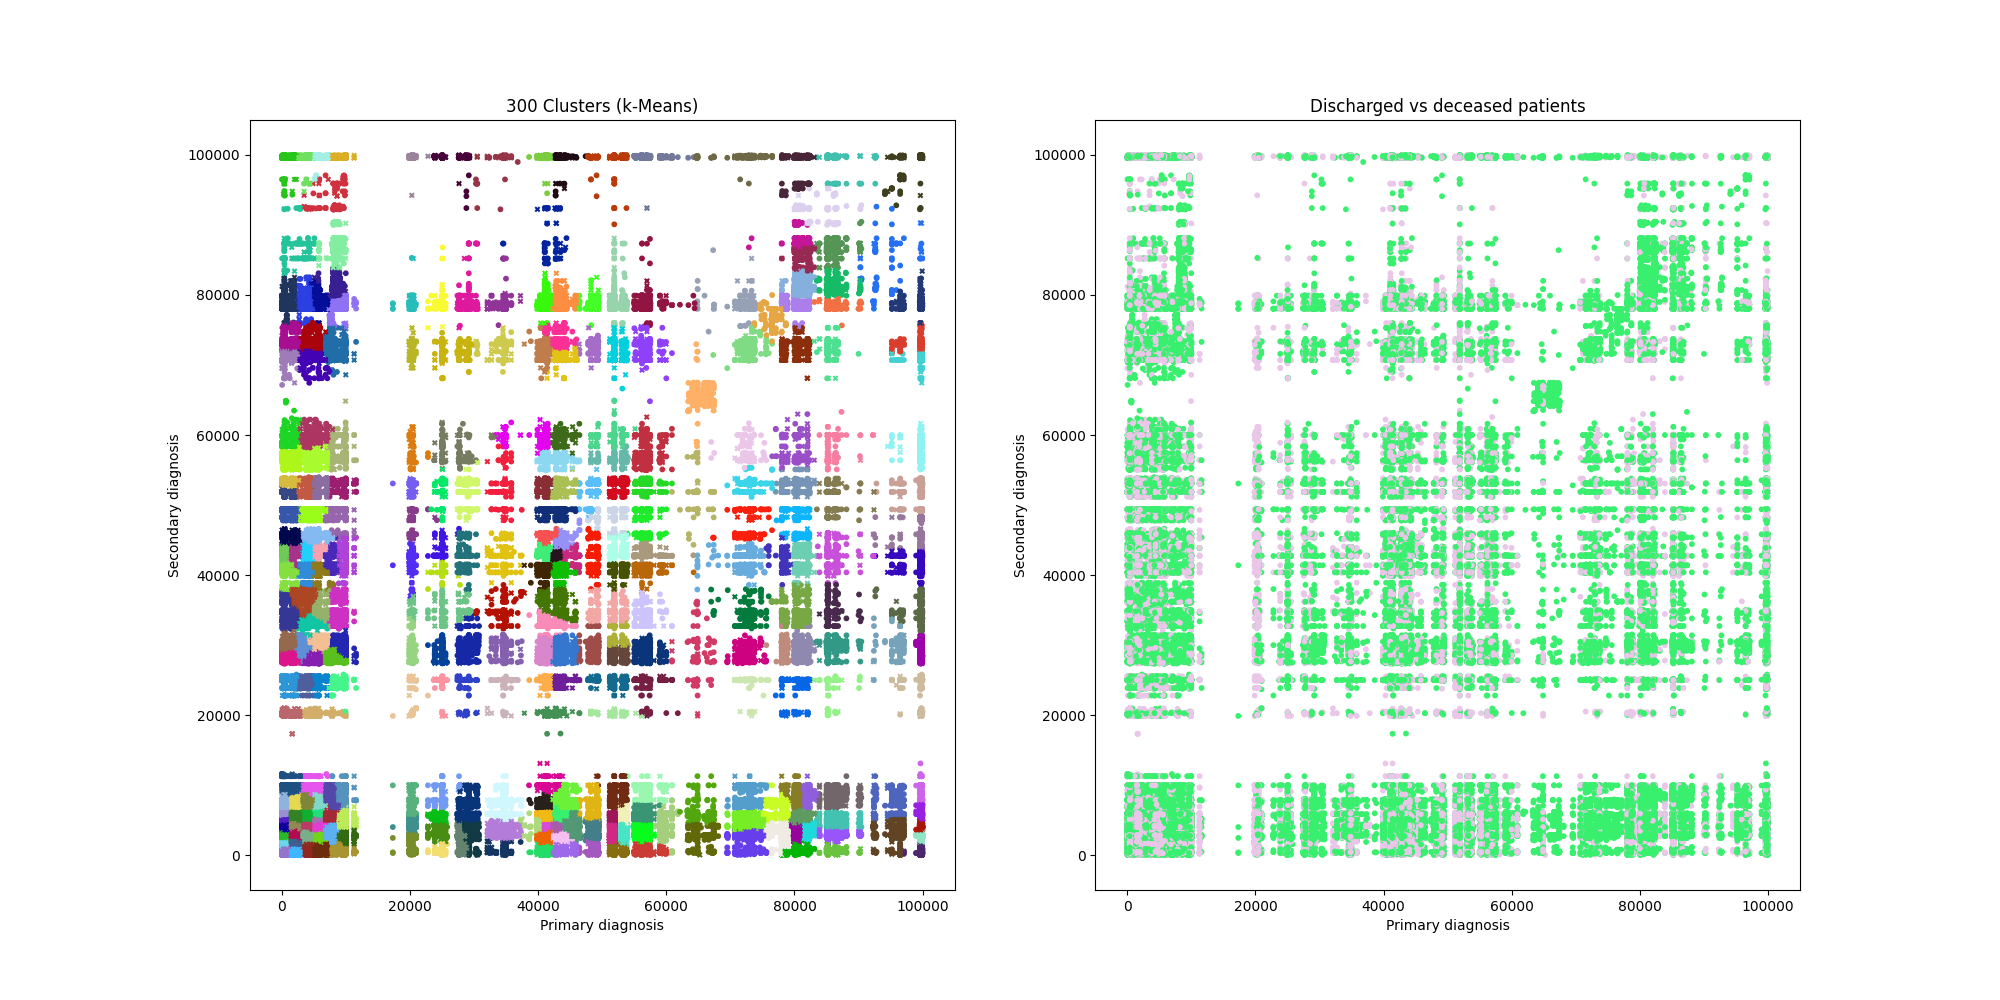 300 Clusters (k-Means)
Secondary diagnosis
100000
80000
60000
40000
20000
0
0 20000 40000 60000 80000 100000
Primary diagnosis
Discharged vs deceased patients
Secondary diagnosis
100000
80000
60000
40000
20000
0
0 20000 40000 60000 80000 100000
Primary diagnosis